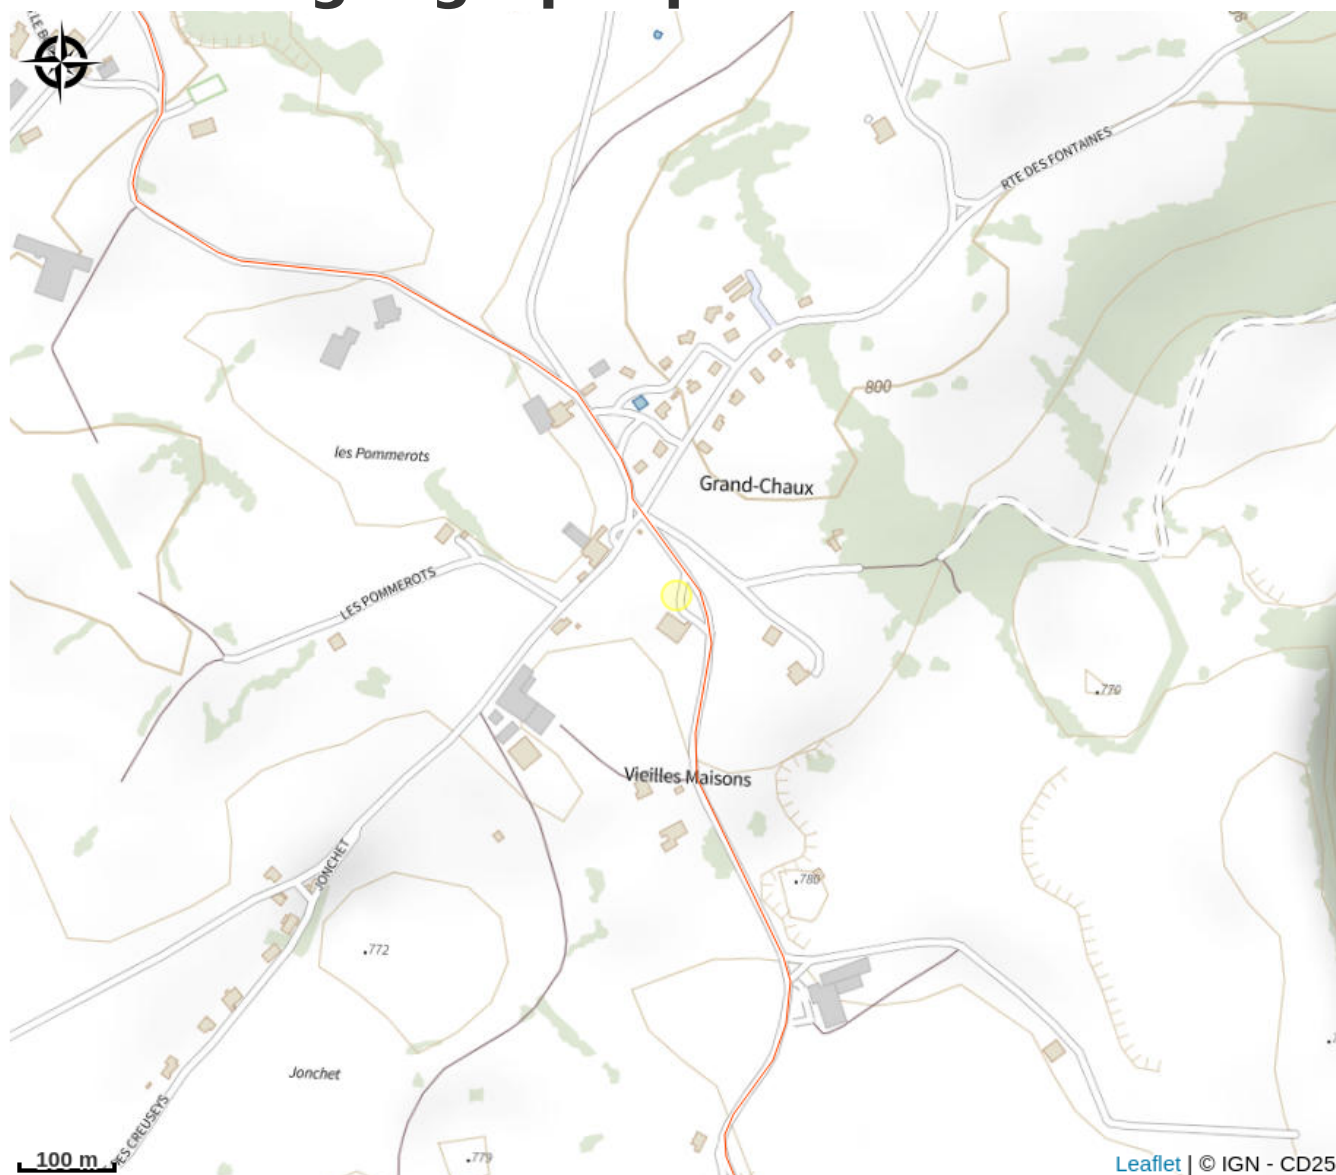 RTE DES FONTAINES
800
les Pommerots
Grand-Chaux
LES POMMEROTS
770
Vieilles Maisons
JONCHET
780
772
Jonchet
DES CREUSEYS
779
100 m
Leaflet | © IGN - CD25